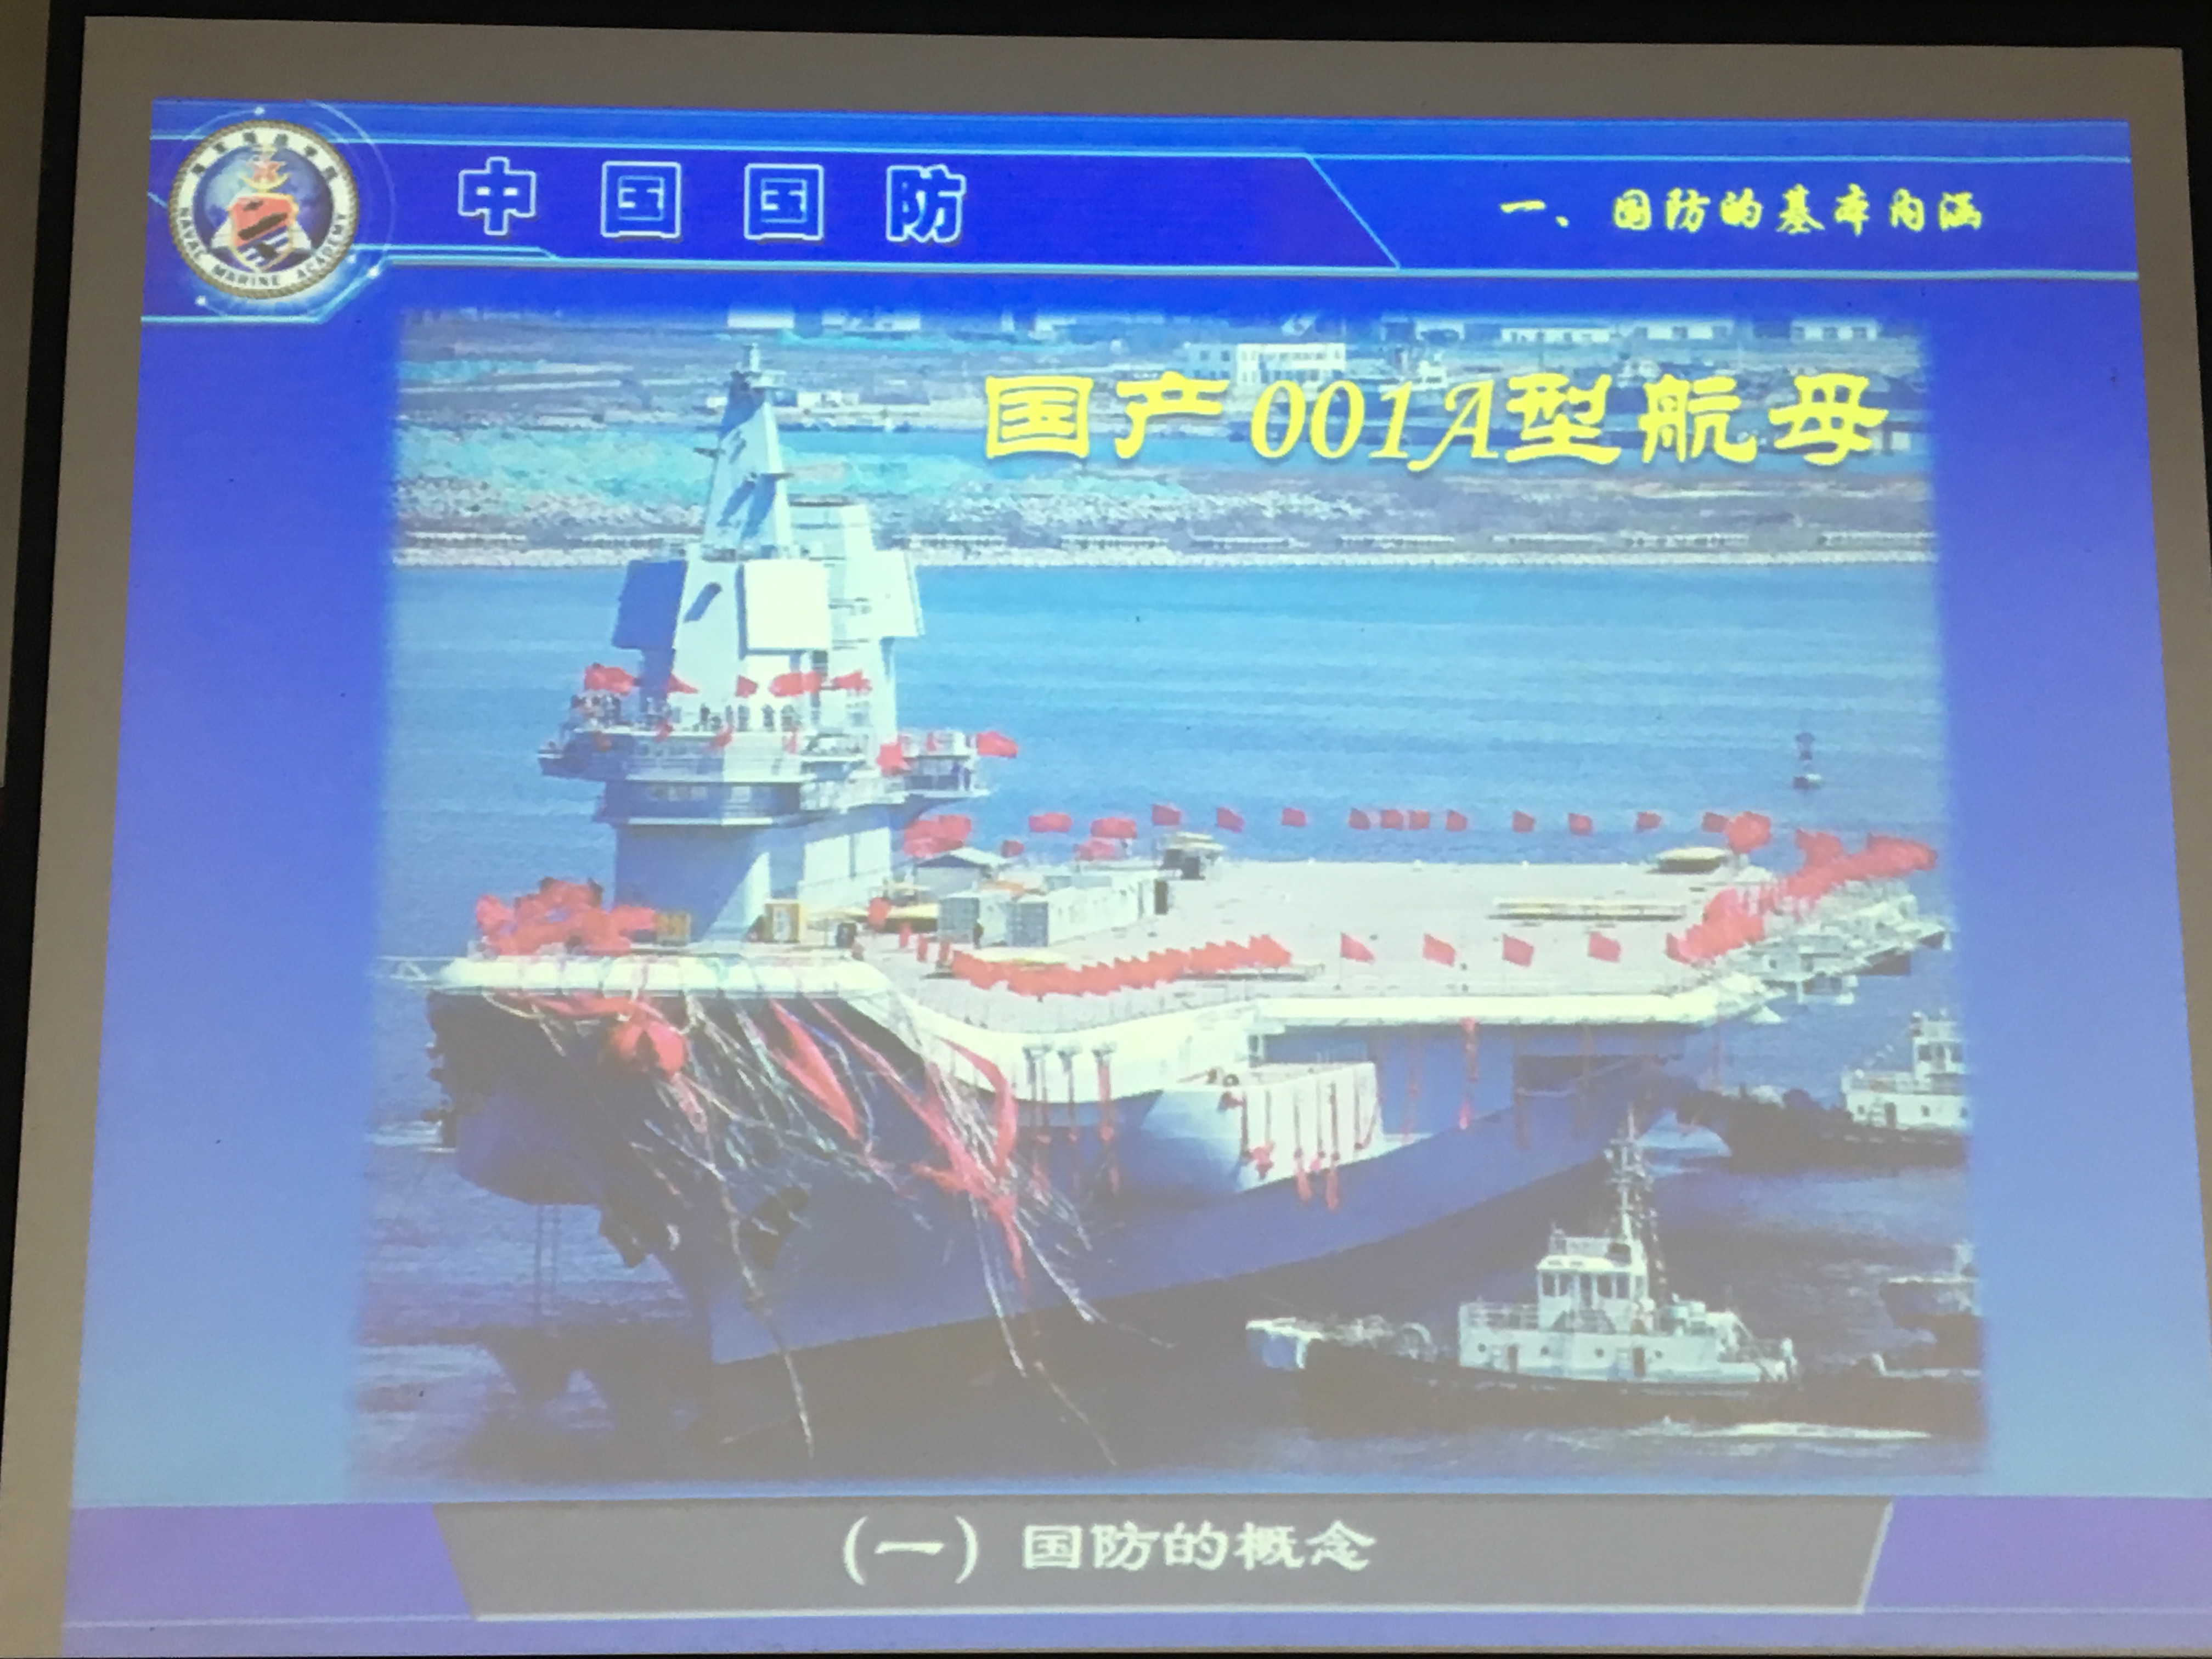 中国国防
一、国防的基本内涵
NAVAL MARINE ACADEMY
国产001A型航母
(一) 国防的概念